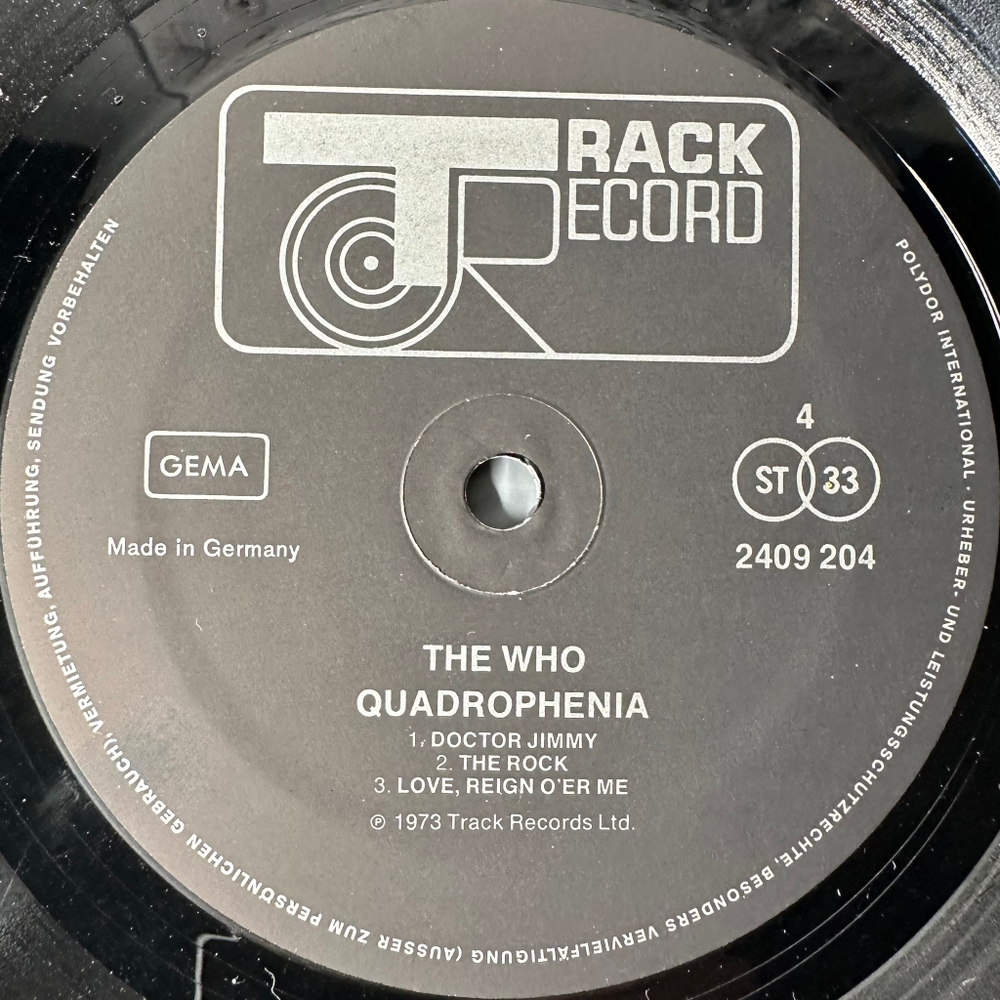 TRACK
RECORD
GEMA
Made in Germany
4
ST 33
2409 204
THE WHO
QUADROPHENIA
1. DOCTOR JIMMY
2. THE ROCK
3. LOVE, REIGN O'ER ME
℗ 1973 Track Records Ltd.
POLYDOR INTERNATIONAL · URHEBER- UND LEISTUNGSSCHUTZRECHTE, BESONDERS VERVIELFÄLTIGUNG (AUSSER ZUM PERSÖNLICHEN GEBRAUCH), VERMIETUNG, AUFFÜHRUNG, SENDUNG VORBEHALTEN